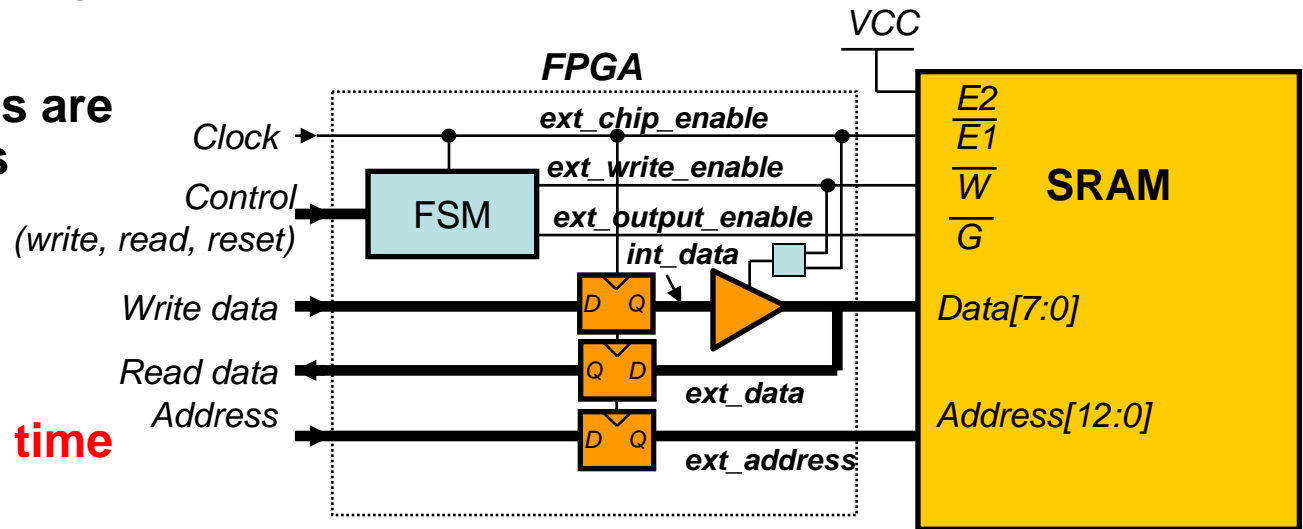 VCC
FPGA
s are
s
Clock
ext_chip_enable
E2
E1
Control
(write, read, reset)
FSM
ext_write_enable
W
SRAM
ext_output_enable
G
int_data
Write data
D Q
Data[7:0]
Read data
Q D
ext_data
Address
time
D Q
Address[12:0]
ext_address